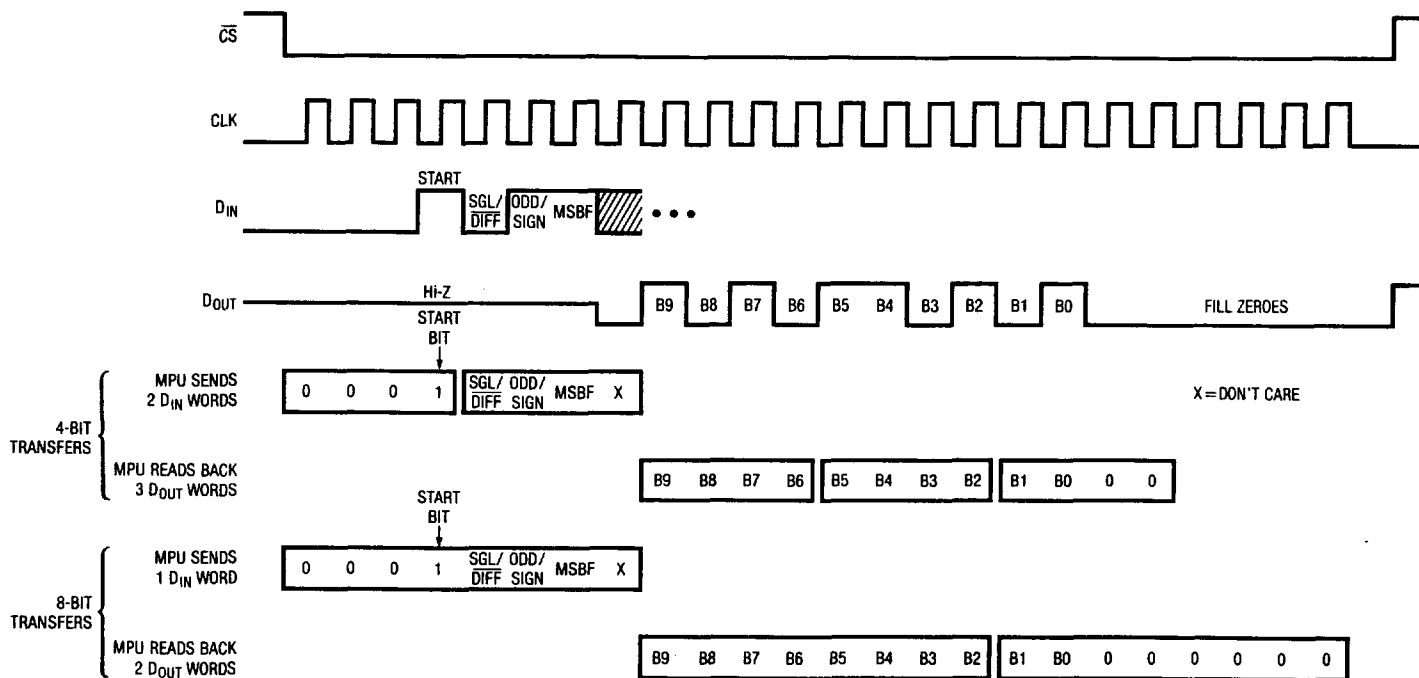 CS
CLK
START
DIN
SGL/ ODD/ MSBF
DIFF SIGN
• • •
DOUT
Hi-Z
B9 B8 B7 B6 B5 B4 B3 B2 B1 B0 FILL ZEROES
START
BIT
4-BIT
TRANSFERS
MPU SENDS
2 DIN WORDS
0 0 0 1 SGL/ ODD/ MSBF X
DIFF SIGN
X=DON'T CARE
MPU READS BACK
3 DOUT WORDS
B9 B8 B7 B6 B5 B4 B3 B2 B1 B0 0 0
START
BIT
8-BIT
TRANSFERS
MPU SENDS
1 DIN WORD
0 0 0 1 SGL/ ODD/ MSBF X
DIFF SIGN
MPU READS BACK
2 DOUT WORDS
B9 B8 B7 B6 B5 B4 B3 B2 B1 B0 0 0 0 0 0 0